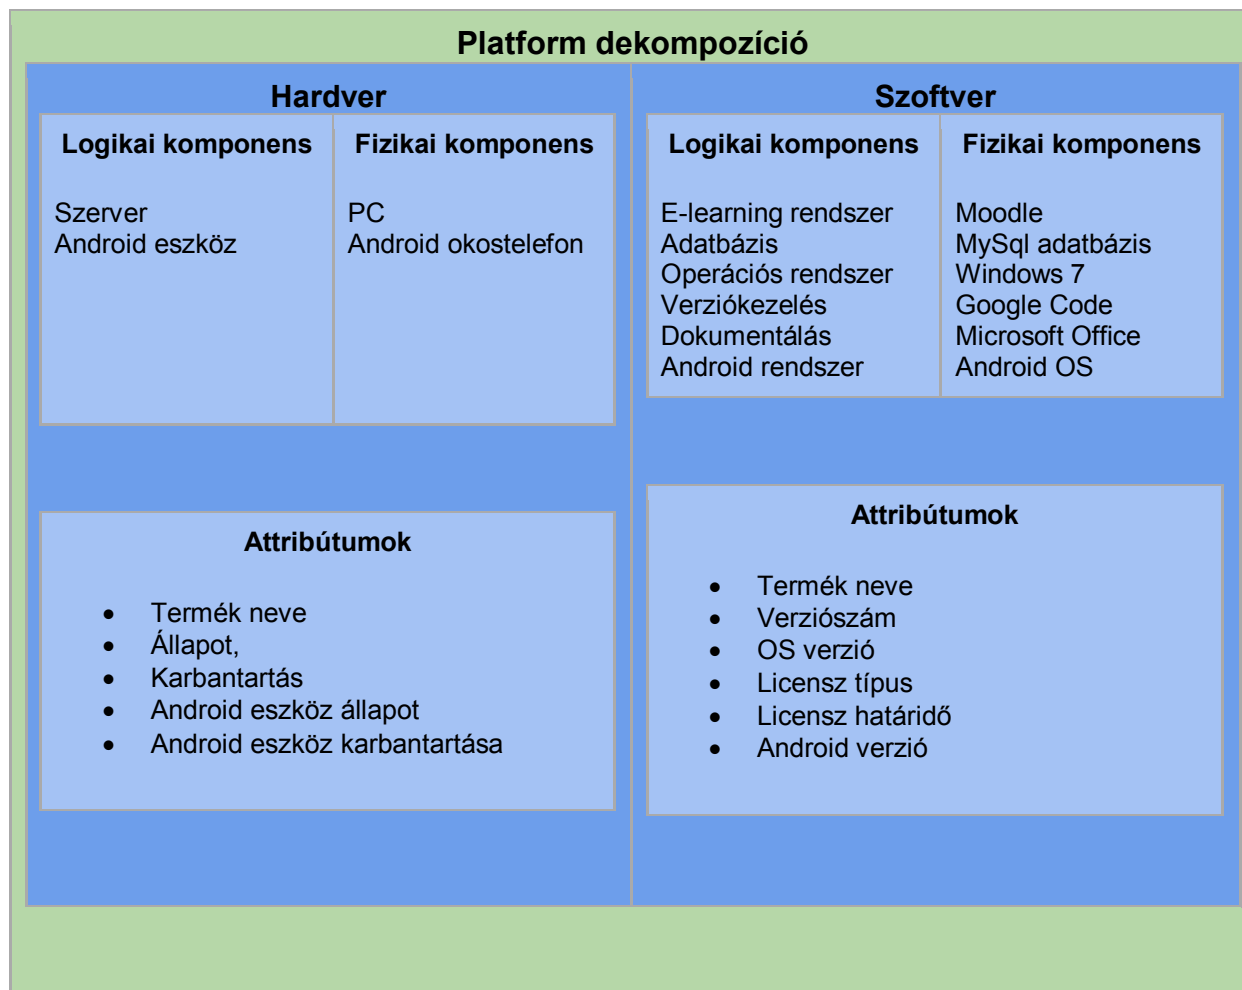 Platform dekompozíció
Hardver
Logikai komponens
Szerver
Android eszköz
Fizikai komponens
PC
Android okostelefon
Attribútumok
• Termék neve
• Állapot,
• Karbantartás
• Android eszköz állapot
• Android eszköz karbantartása
Szoftver
Logikai komponens
E-learning rendszer
Adatbázis
Operációs rendszer
Verziókezelés
Dokumentálás
Android rendszer
Fizikai komponens
Moodle
MySql adatbázis
Windows 7
Google Code
Microsoft Office
Android OS
Attribútumok
• Termék neve
• Verziószám
• OS verzió
• Licensz típus
• Licensz határidő
• Android verzió